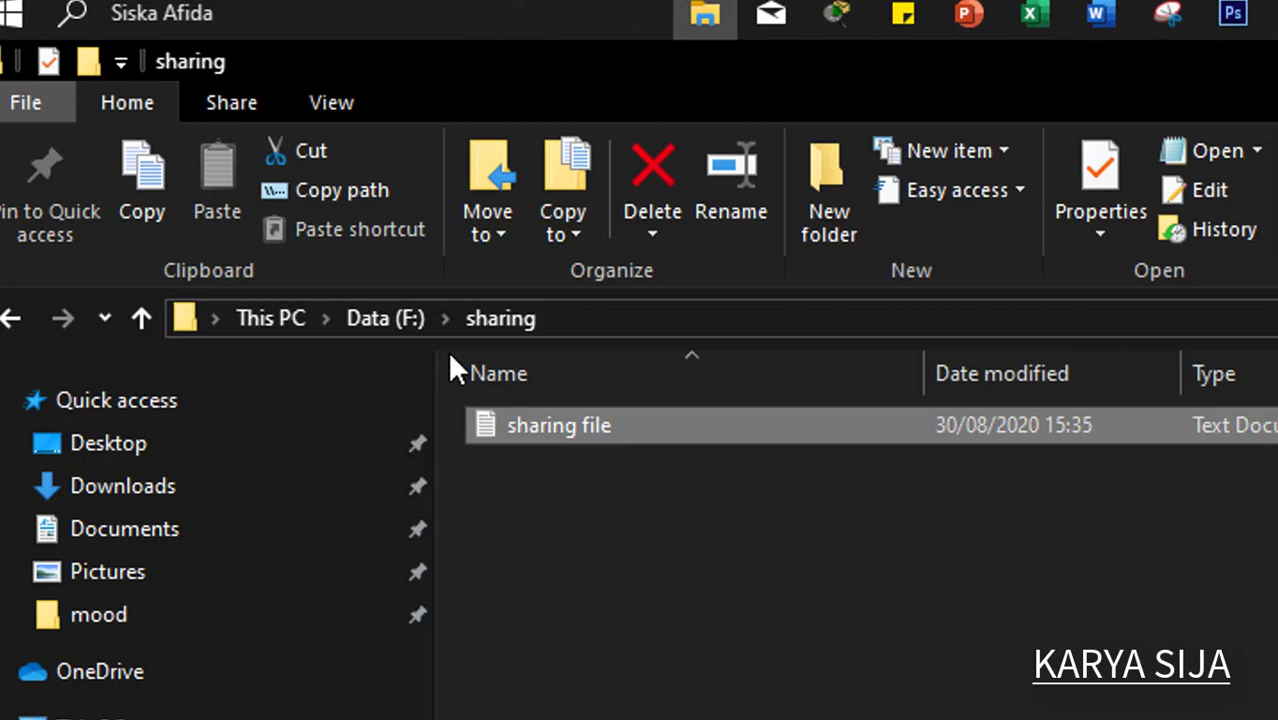 Siska Afida
Ps
sharing
File Home Share View
Pin to Quick access
Copy
Paste
Cut
Copy path
Paste shortcut
Move to
Copy to
Delete
Rename
New folder
New item
Easy access
Properties
Open
Edit
History
Clipboard
Organize
New
Open
This PC > Data (F:) > sharing
Name Date modified Type
sharing file 30/08/2020 15:35 Text Docu
Quick access
Desktop
Downloads
Documents
Pictures
mood
OneDrive
KARYA SIJA